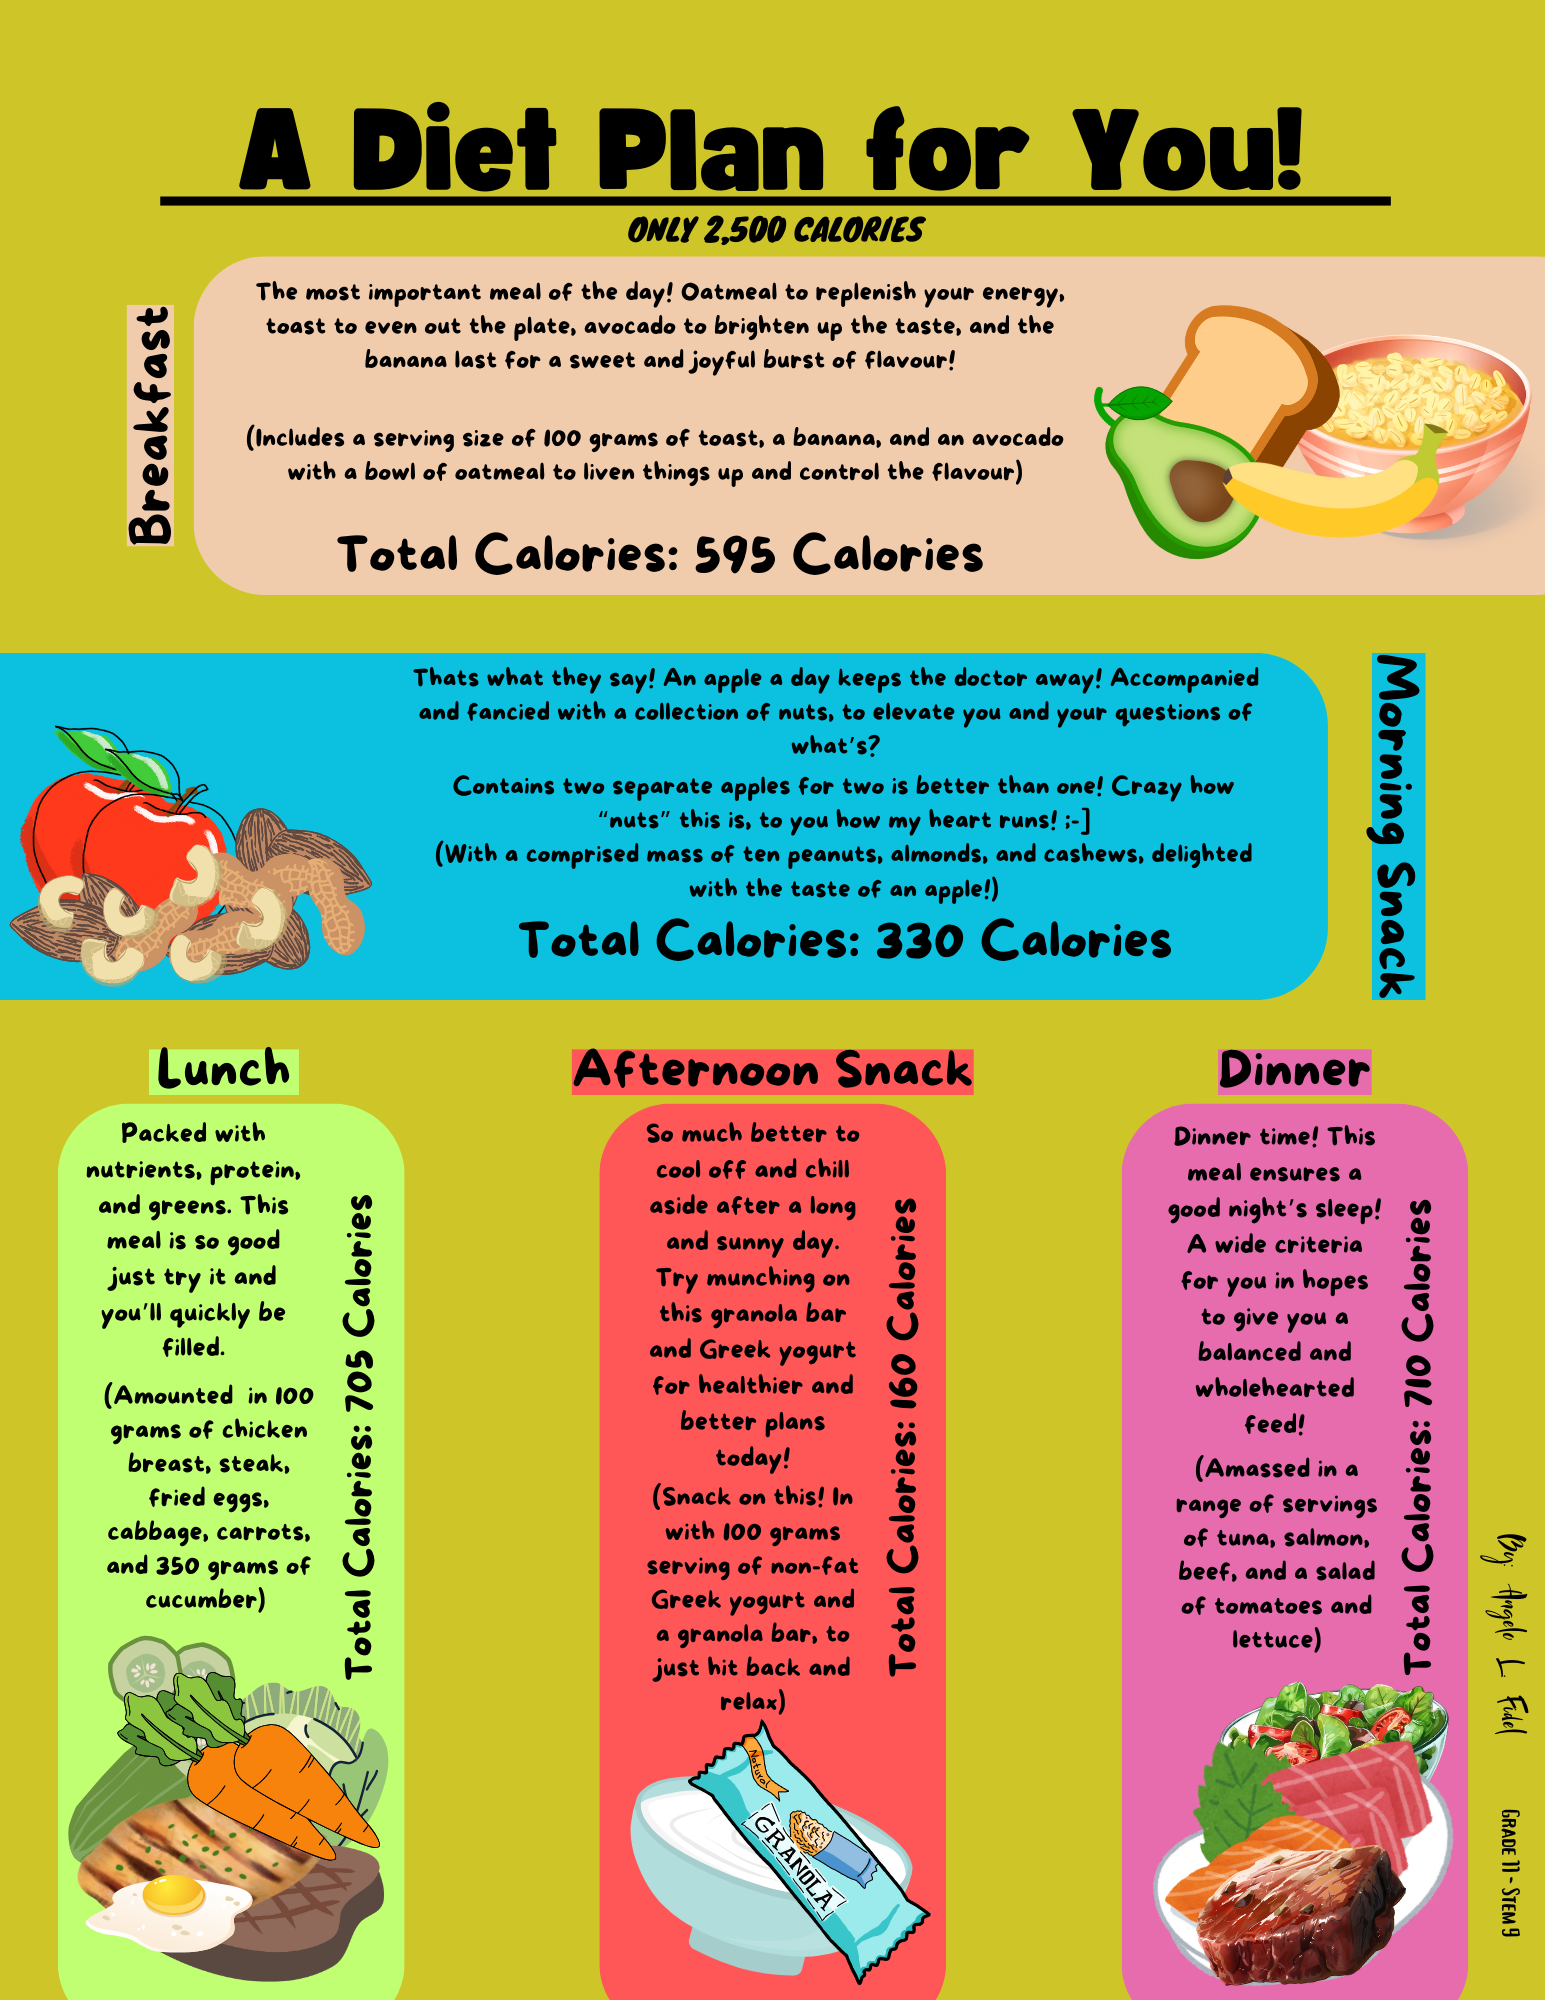 A Diet Plan for You!
ONLY 2,500 CALORIES
Breakfast
The most important meal of the day! Oatmeal to replenish your energy,
toast to even out the plate, avocado to brighten up the taste, and the
banana last for a sweet and joyful burst of flavour!
(Includes a serving size of 100 grams of toast, a banana, and an avocado
with a bowl of oatmeal to liven things up and control the flavour)
Total Calories: 595 Calories
Morning Snack
Thats what they say! An apple a day keeps the doctor away! Accompanied
and fancied with a collection of nuts, to elevate you and your questions of
what's?
Contains two separate apples for two is better than one! Crazy how
"nuts" this is, to you how my heart runs! ;-]
(With a comprised mass of ten peanuts, almonds, and cashews, delighted
with the taste of an apple!)
Total Calories: 330 Calories
Lunch
Packed with
nutrients, protein,
and greens. This
meal is so good
just try it and
you'll quickly be
filled.
(Amounted in 100
grams of chicken
breast, steak,
fried eggs,
cabbage, carrots,
and 350 grams of
cucumber)
Total Calories: 705 Calories
Afternoon Snack
So much better to
cool off and chill
aside after a long
and sunny day.
Try munching on
this granola bar
and Greek yogurt
for healthier and
better plans
today!
(Snack on this! In
with 100 grams
serving of non-fat
Greek yogurt and
a granola bar, to
just hit back and
relax)
Total Calories: 160 Calories
Natural
GRANOLA
Dinner
Dinner time! This
meal ensures a
good night's sleep!
A wide criteria
for you in hopes
to give you a
balanced and
wholehearted
feed!
(Amassed in a
range of servings
of tuna, salmon,
beef, and a salad
of tomatoes and
lettuce)
Total Calories: 710 Calories
By: Angelo L. Fidel
GRADE 11 - STEM 9